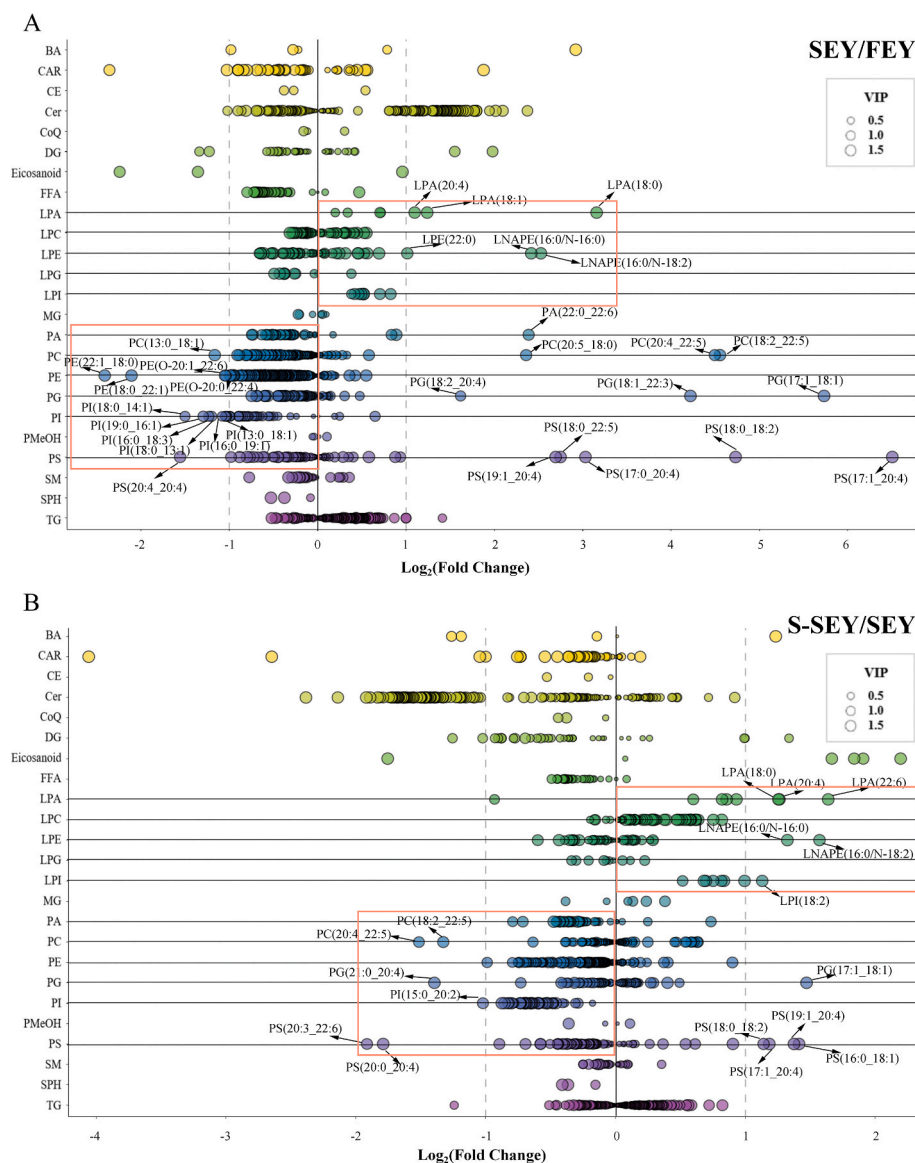 A
SEY/FEY
VIP
0.5
1.0
1.5
BA
CAR
CE
Cer
CoQ
DG
Eicosanoid
FFA
LPA
LPC
LPE
LPG
LPI
MG
PA
PC
PE
PG
PI
PMeOH
PS
SM
SPH
TG
LPA(20:4)
LPA(18:1)
LPA(18:0)
LPE(22:0)
LNAPE(16:0/N-16:0)
LNAPE(16:0/N-18:2)
PA(22:0_22:6)
PC(13:0_18:1)
PC(20:5_18:0)
PC(20:4_22:5)
PC(18:2_22:5)
PE(22:1_18:0)
PE(O-20:1_22:6)
PE(18:0_22:1)
PE(O-20:0_22:4)
PG(18:2_20:4)
PG(18:1_22:3)
PG(17:1_18:1)
PI(18:0_14:1)
PI(19:0_16:1)
PI(16:0_18:3)
PI(18:0_13:1)
PI(13:0_18:1)
PI(16:0_19:1)
PS(20:4_20:4)
PS(18:0_22:5)
PS(18:0_18:2)
PS(19:1_20:4)
PS(17:0_20:4)
PS(17:1_20:4)
-2 -1 0 1 2 3 4 5 6
Log2(Fold Change)
B
S-SEY/SEY
VIP
0.5
1.0
1.5
BA
CAR
CE
Cer
CoQ
DG
Eicosanoid
FFA
LPA
LPC
LPE
LPG
LPI
MG
PA
PC
PE
PG
PI
PMeOH
PS
SM
SPH
TG
LPA(18:0)
LPA(20:4)
LPA(22:6)
LNAPE(16:0/N-16:0)
LNAPE(16:0/N-18:2)
LPI(18:2)
PC(18:2_22:5)
PC(20:4_22:5)
PG(21:0_20:4)
PG(17:1_18:1)
PI(15:0_20:2)
PS(20:3_22:6)
PS(20:0_20:4)
PS(19:1_20:4)
PS(18:0_18:2)
PS(16:0_18:1)
PS(17:1_20:4)
-4 -3 -2 -1 0 1 2
Log2(Fold Change)